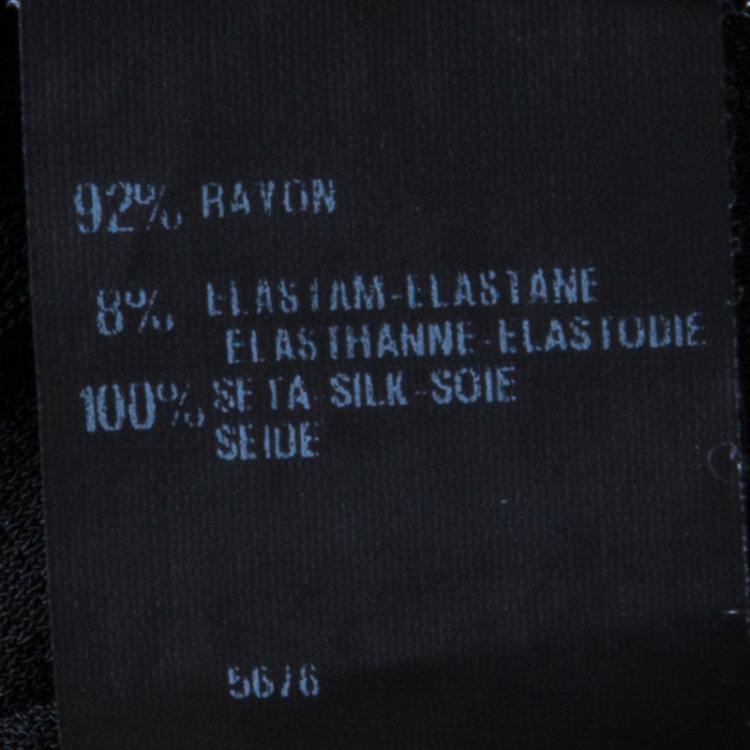 92% RAYON
8% ELASTAM-ELASTANE
ELASTHANNE-ELASTODIE
100% SETA-SILK-SOIE
SEIDE
5676